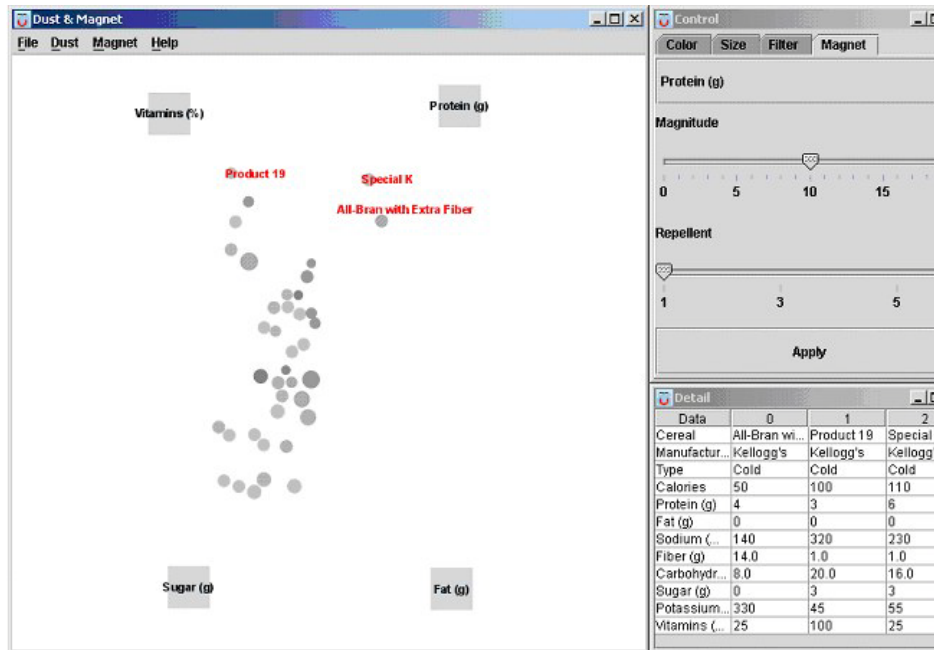 Dust & Magnet
File Dust Magnet Help
Vitamins (%)
Protein (g)
Product 19
Special K
All-Bran with Extra Fiber
Sugar (g)
Fat (g)
Control
Color Size Filter Magnet
Protein (g)
Magnitude
0 5 10 15
Repellent
1 3 5
Apply
Detail
Data 0 1 2
Cereal All-Bran wi... Product 19 Special
Manufactur... Kellogg's Kellogg's Kellogg'
Type Cold Cold Cold
Calories 50 100 110
Protein (g) 4 3 6
Fat (g) 0 0 0
Sodium (... 140 320 230
Fiber (g) 14.0 1.0 1.0
Carbohydr... 8.0 20.0 16.0
Sugar (g) 0 3 3
Potassium... 330 45 55
Vitamins (... 25 100 25